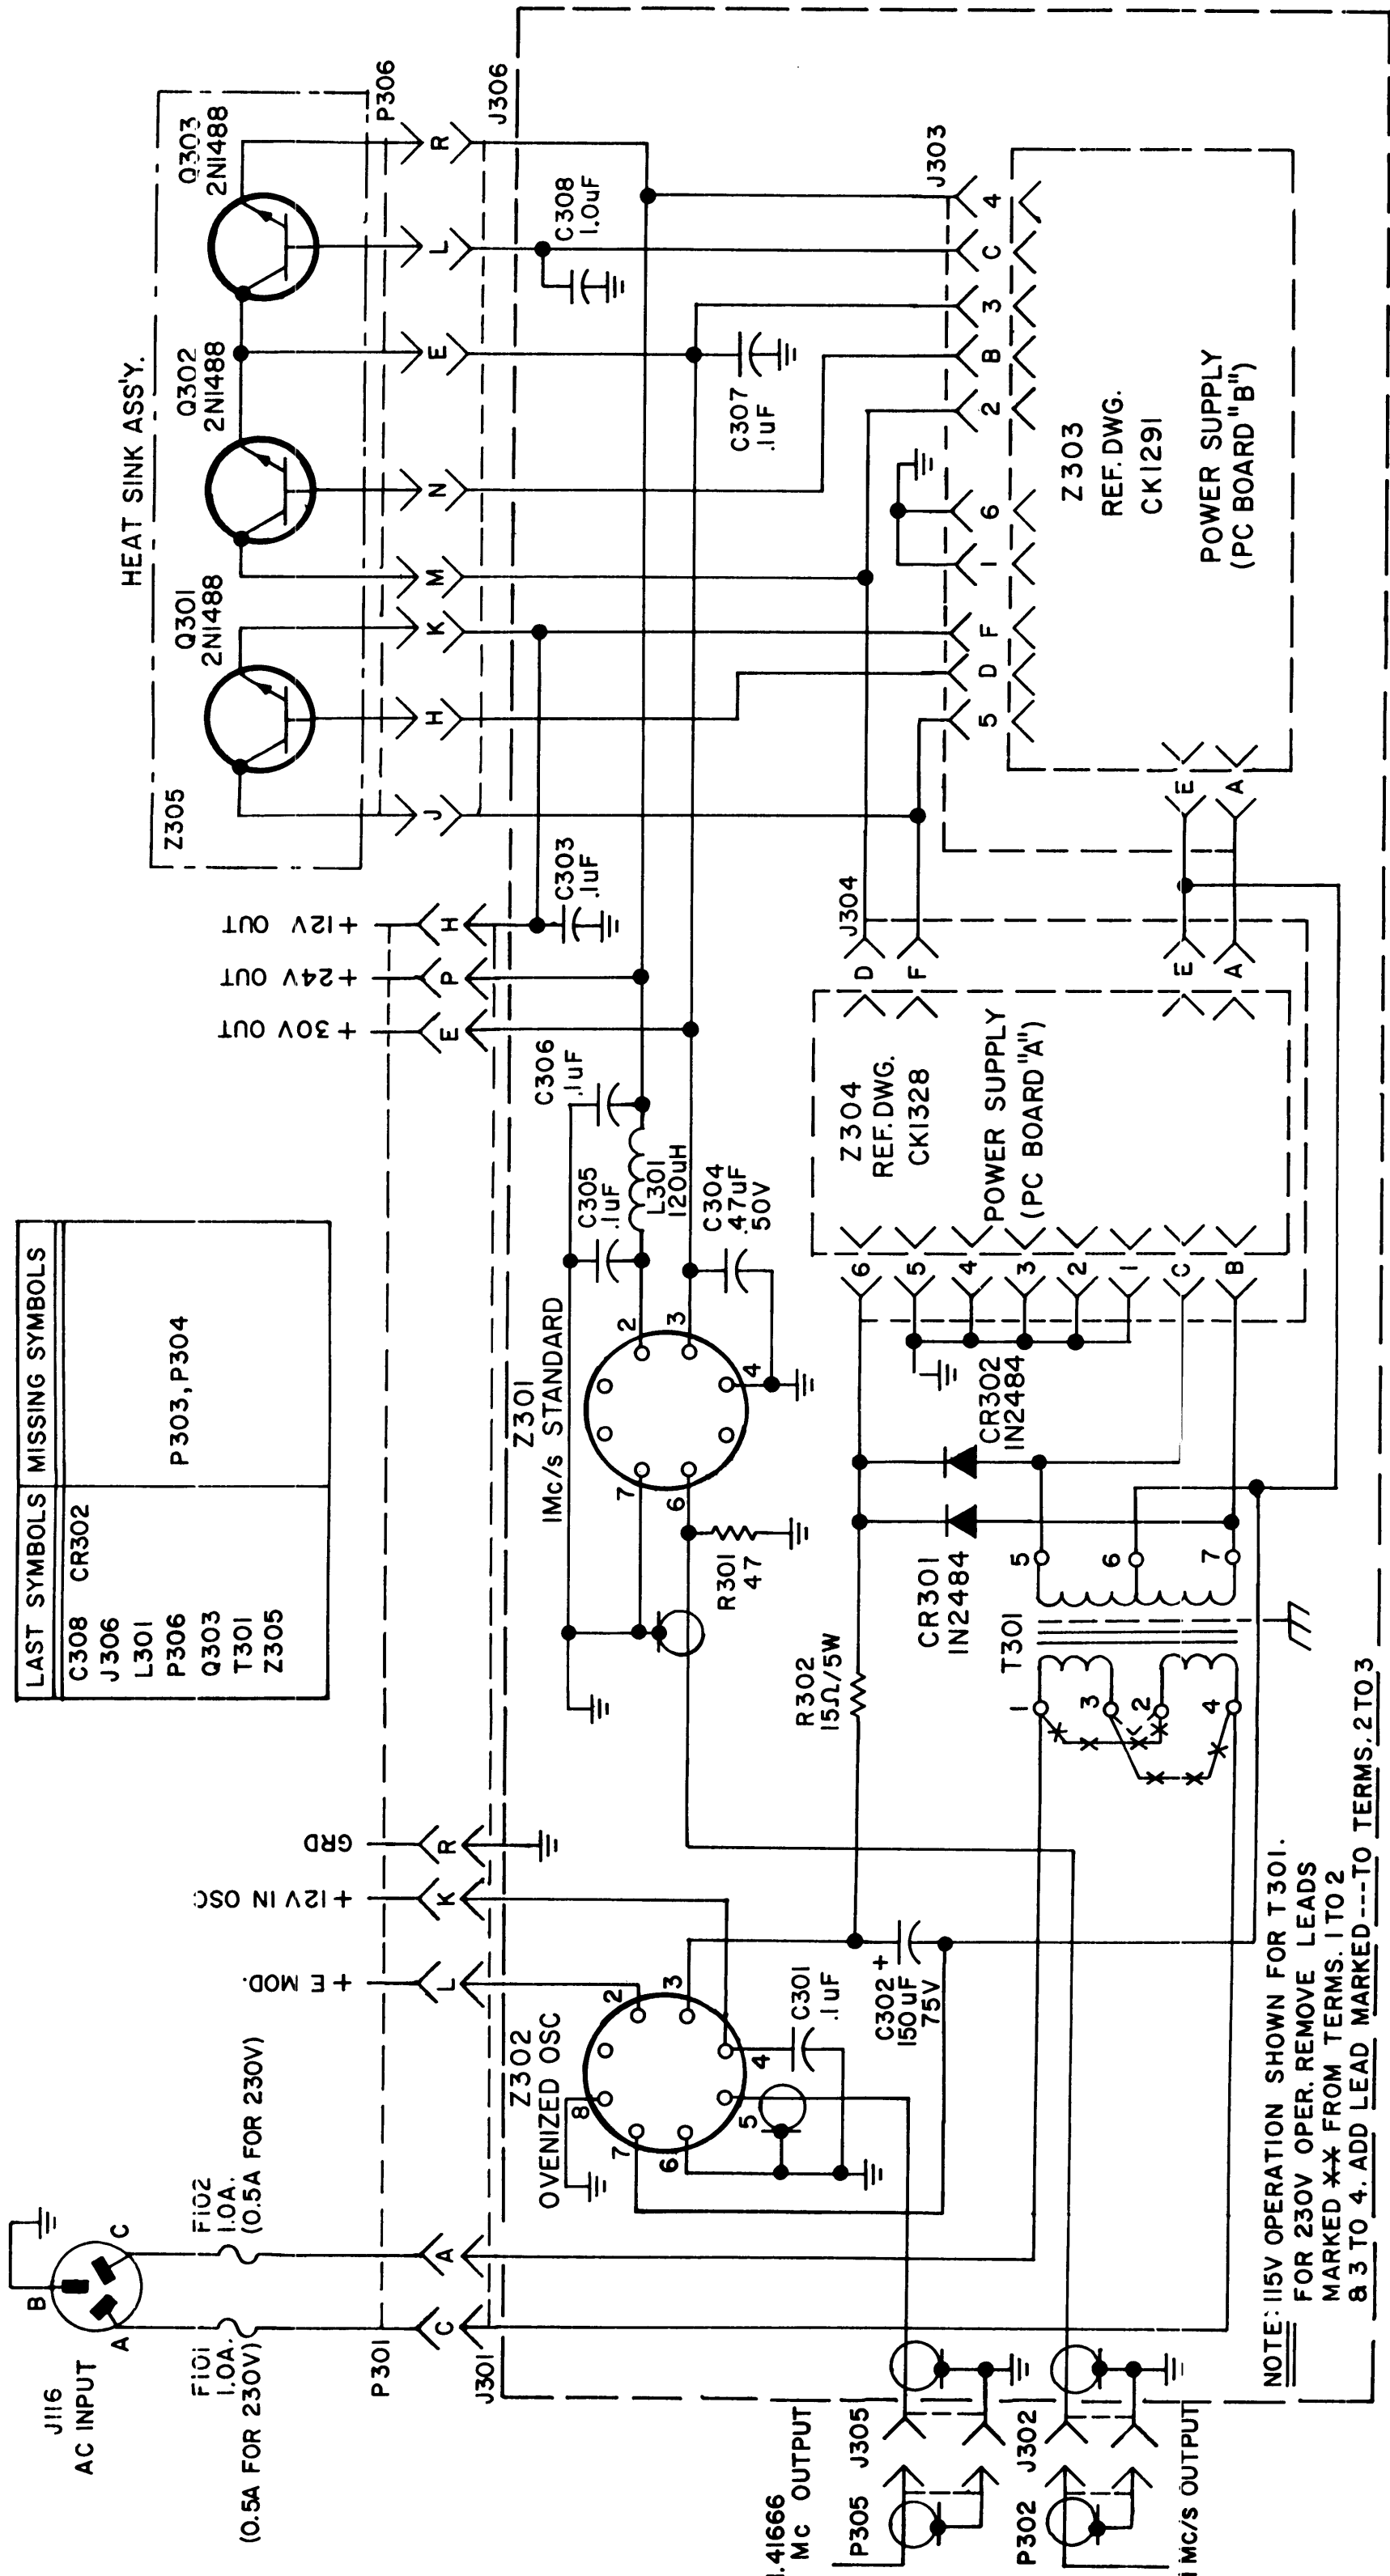 HEAT SINK ASS'Y.
Z305
Q301
2N1488
Q302
2N1488
Q303
2N1488
P306
J H K M N E L R
J306
+30V OUT
+24V OUT
+12V OUT
E P H
C303
.1uF
C308
1.0uF
C307
.1uF
J303
5 D F 1 6 2 B 3 C 4
Z303
REF. DWG.
CK1291
POWER SUPPLY
(PC BOARD "B")
E
A
J304
D
F
E
A
Z304
REF. DWG.
CK1328
POWER SUPPLY
(PC BOARD "A")
6
5
4
3
2
1
C
B
LAST SYMBOLS
MISSING SYMBOLS
C308 CR302
J306
L301
P306
Q303
T301
Z305
P303, P304
Z301
1Mc/s STANDARD
2
3
4
6
7
C305
.1uF
C306
.1uF
L301
120uH
C304
.47uF
50V
R301
47
R302
15Ω/5W
CR301
1N2484
CR302
1N2484
T301
1
3
2
4
5
6
7
GRD
+12V IN OSC
+E MOD.
L K R
Z302
OVENIZED OSC
2
3
4
5
6
7
8
C301
.1uF
C302 +
150uF
75V
J116
AC INPUT
A
B
C
F101
1.0A.
(0.5A FOR 230V)
F102
1.0A.
(0.5A FOR 230V)
P301
C A
J301
Mc OUTPUT
P305 J305
P302 J302
1 MC/S OUTPUT
NOTE: 115V OPERATION SHOWN FOR T301.
FOR 230V OPER. REMOVE LEADS
MARKED ✕✕ FROM TERMS. 1 TO 2
& 3 TO 4. ADD LEAD MARKED --- TO TERMS. 2 TO 3